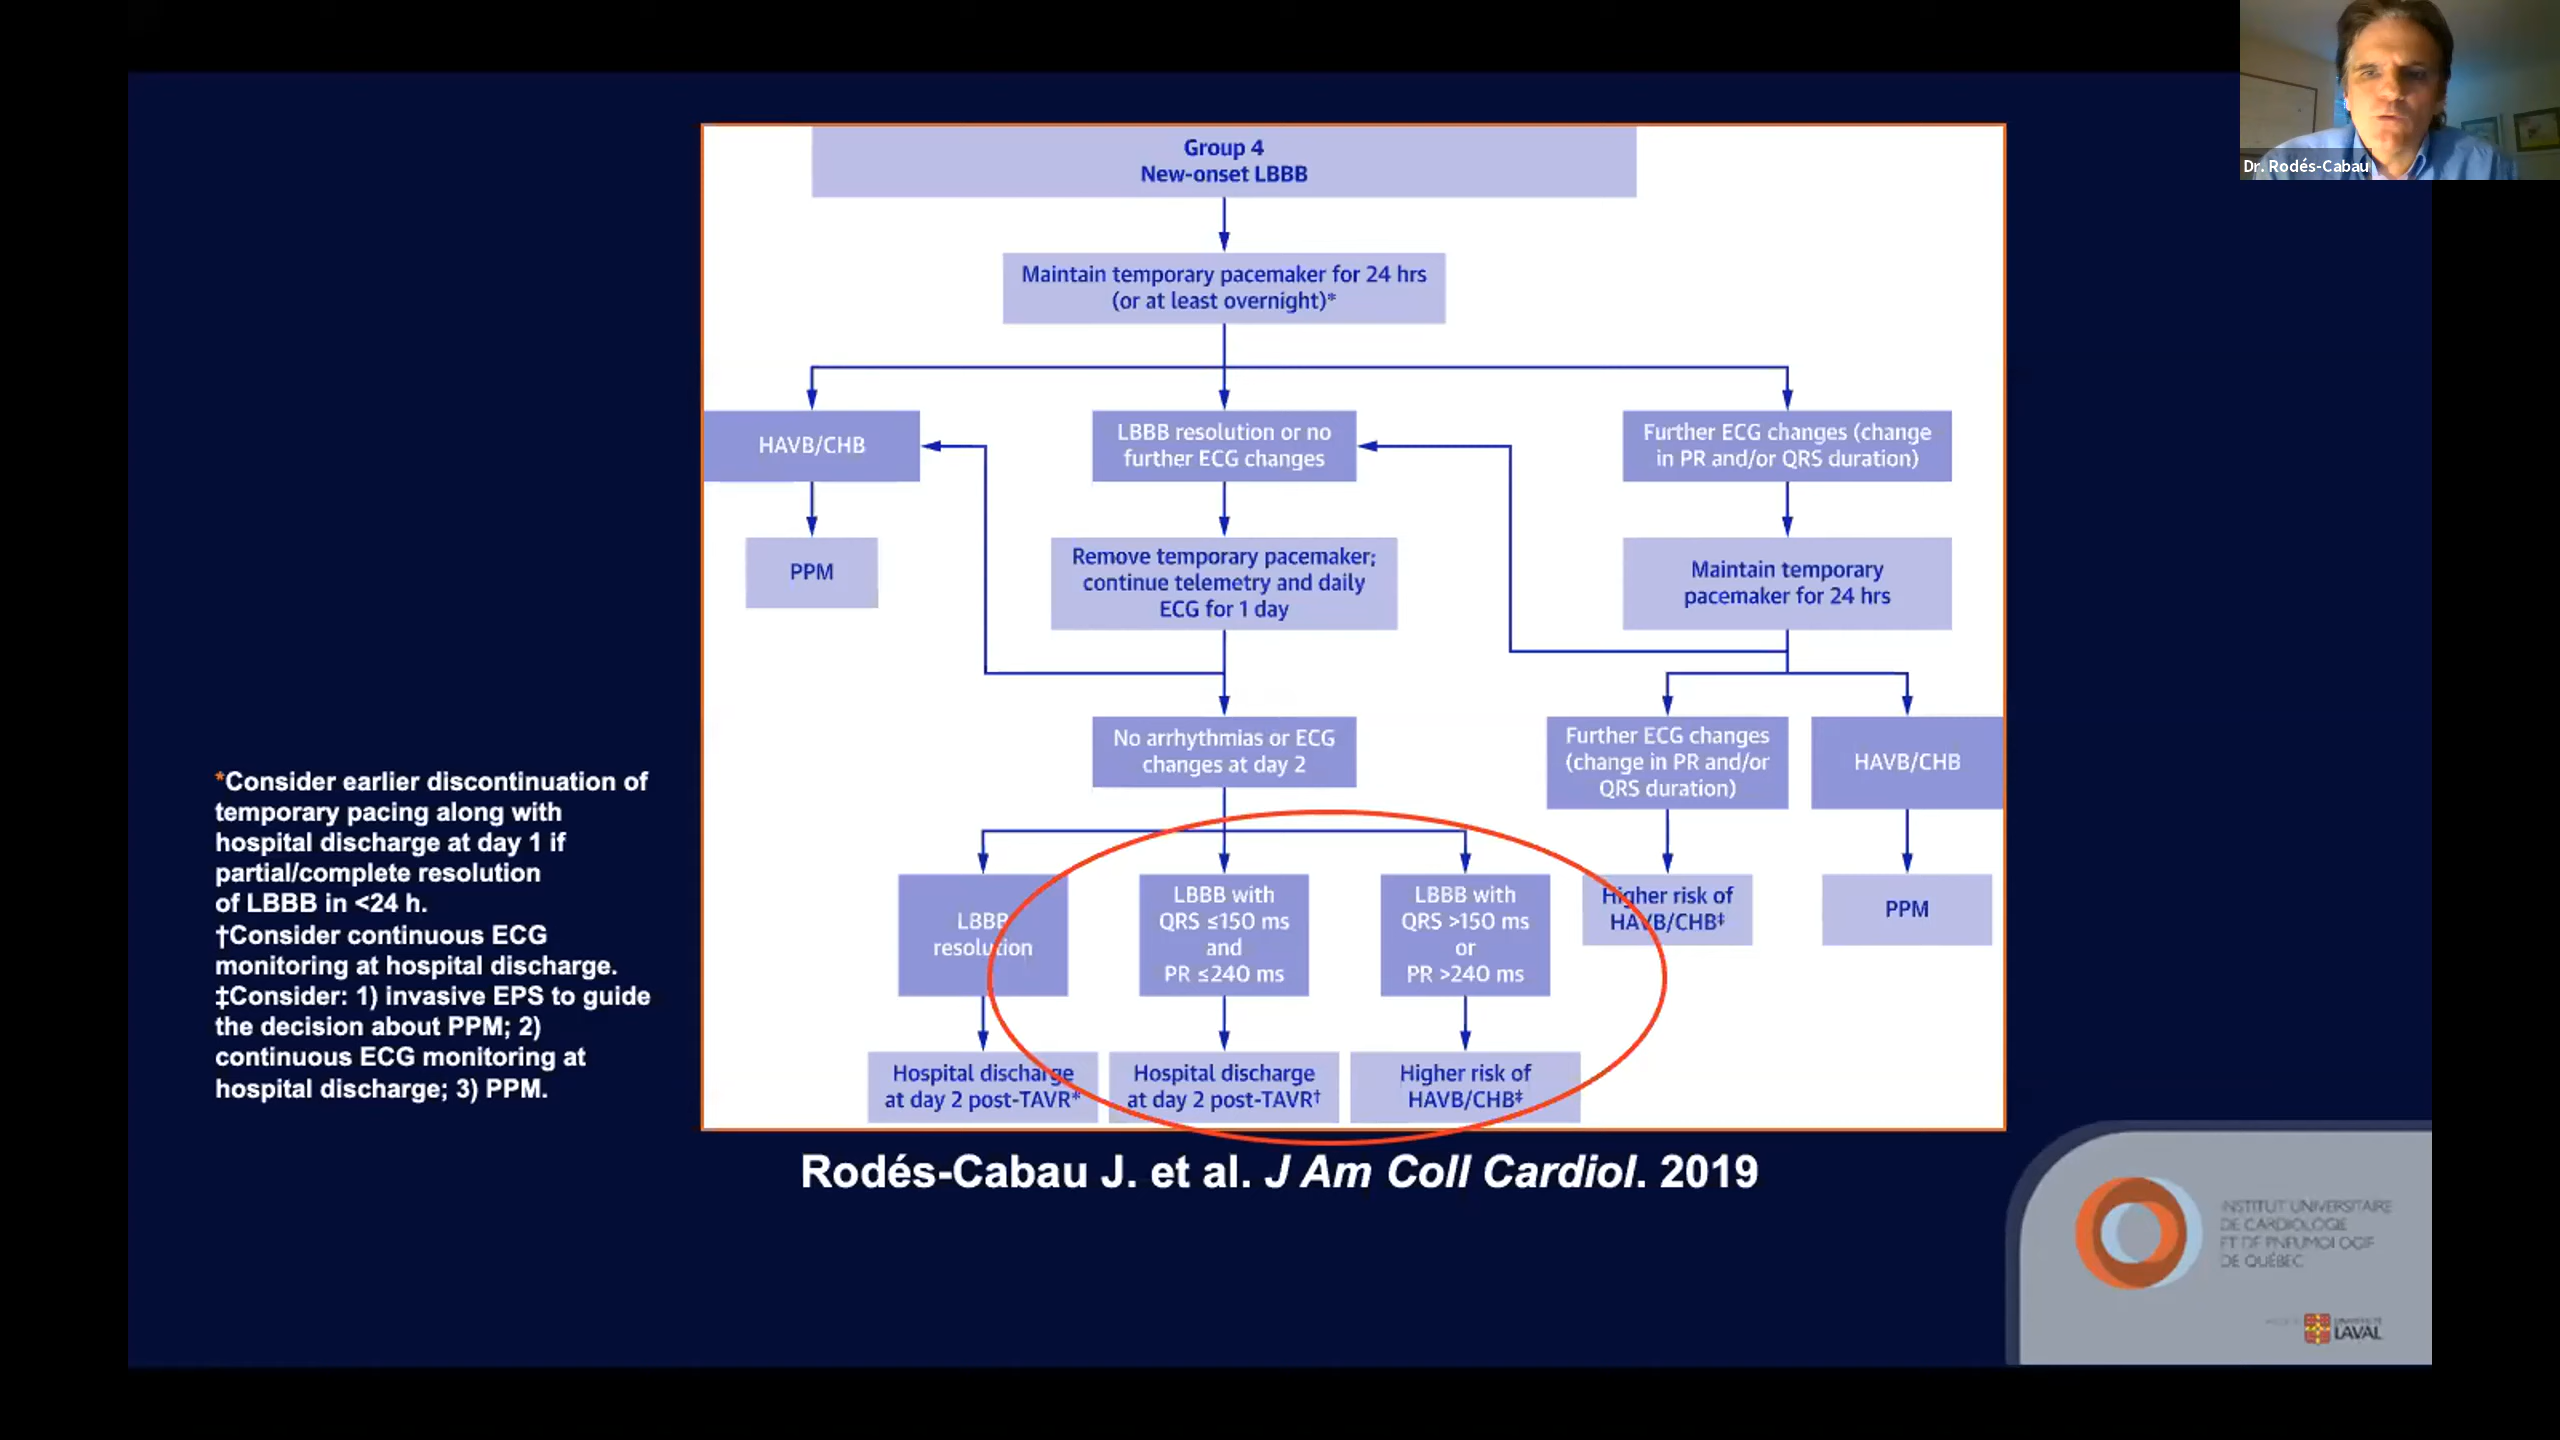 Dr. Rodés-Cabau
Group 4
New-onset LBBB
Maintain temporary pacemaker for 24 hrs
(or at least overnight)*
HAVB/CHB
LBBB resolution or no
further ECG changes
Further ECG changes (change
in PR and/or QRS duration)
PPM
Remove temporary pacemaker;
continue telemetry and daily
ECG for 1 day
Maintain temporary
pacemaker for 24 hrs
No arrhythmias or ECG
changes at day 2
Further ECG changes
(change in PR and/or
QRS duration)
HAVB/CHB
LBBB
resolution
LBBB with
QRS ≤150 ms
and
PR ≤240 ms
LBBB with
QRS >150 ms
or
PR >240 ms
Higher risk of
HAVB/CHB‡
PPM
Hospital discharge
at day 2 post-TAVR*
Hospital discharge
at day 2 post-TAVR†
Higher risk of
HAVB/CHB‡
*Consider earlier discontinuation of
temporary pacing along with
hospital discharge at day 1 if
partial/complete resolution
of LBBB in <24 h.
†Consider continuous ECG
monitoring at hospital discharge.
‡Consider: 1) invasive EPS to guide
the decision about PPM; 2)
continuous ECG monitoring at
hospital discharge; 3) PPM.
Rodés-Cabau J. et al. J Am Coll Cardiol. 2019
INSTITUT UNIVERSITAIRE
DE CARDIOLOGIE
ET DE PNEUMOLOGIE
DE QUÉBEC
UNIVERSITÉ
LAVAL